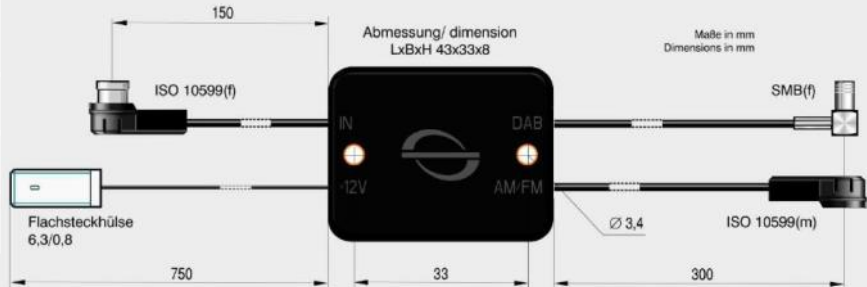 150
Abmessung/ dimension
LxBxH 43x33x8
Maße in mm
Dimensions in mm
ISO 10599(f)
SMB(f)
IN
DAB
-12V
AM/FM
Flachsteckhülse
6,3/0,8
Ø 3,4
ISO 10599(m)
750
33
300